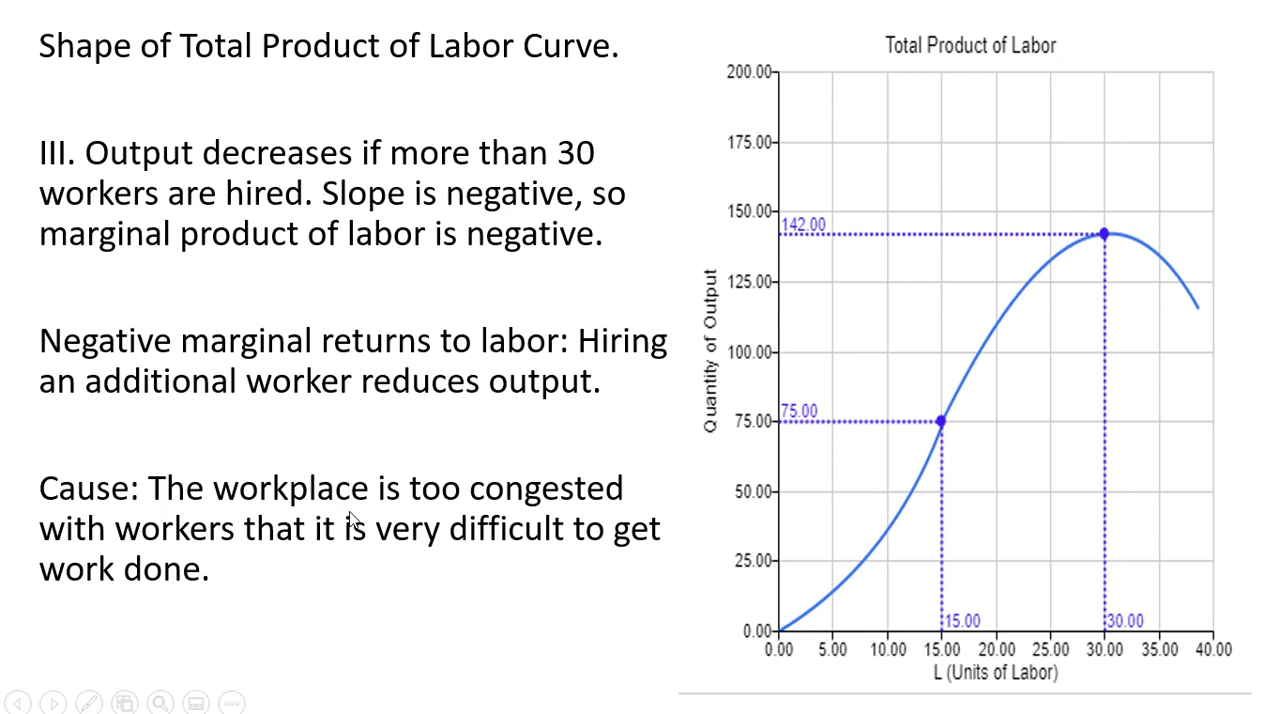 Shape of Total Product of Labor Curve.
III. Output decreases if more than 30
workers are hired. Slope is negative, so
marginal product of labor is negative.
Negative marginal returns to labor: Hiring
an additional worker reduces output.
Cause: The workplace is too congested
with workers that it is very difficult to get
work done.
Total Product of Labor
200.00
175.00
150.00
142.00
125.00
100.00
75.00
75.00
50.00
25.00
0.00
Quantity of Output
15.00
30.00
0.00 5.00 10.00 15.00 20.00 25.00 30.00 35.00 40.00
L (Units of Labor)